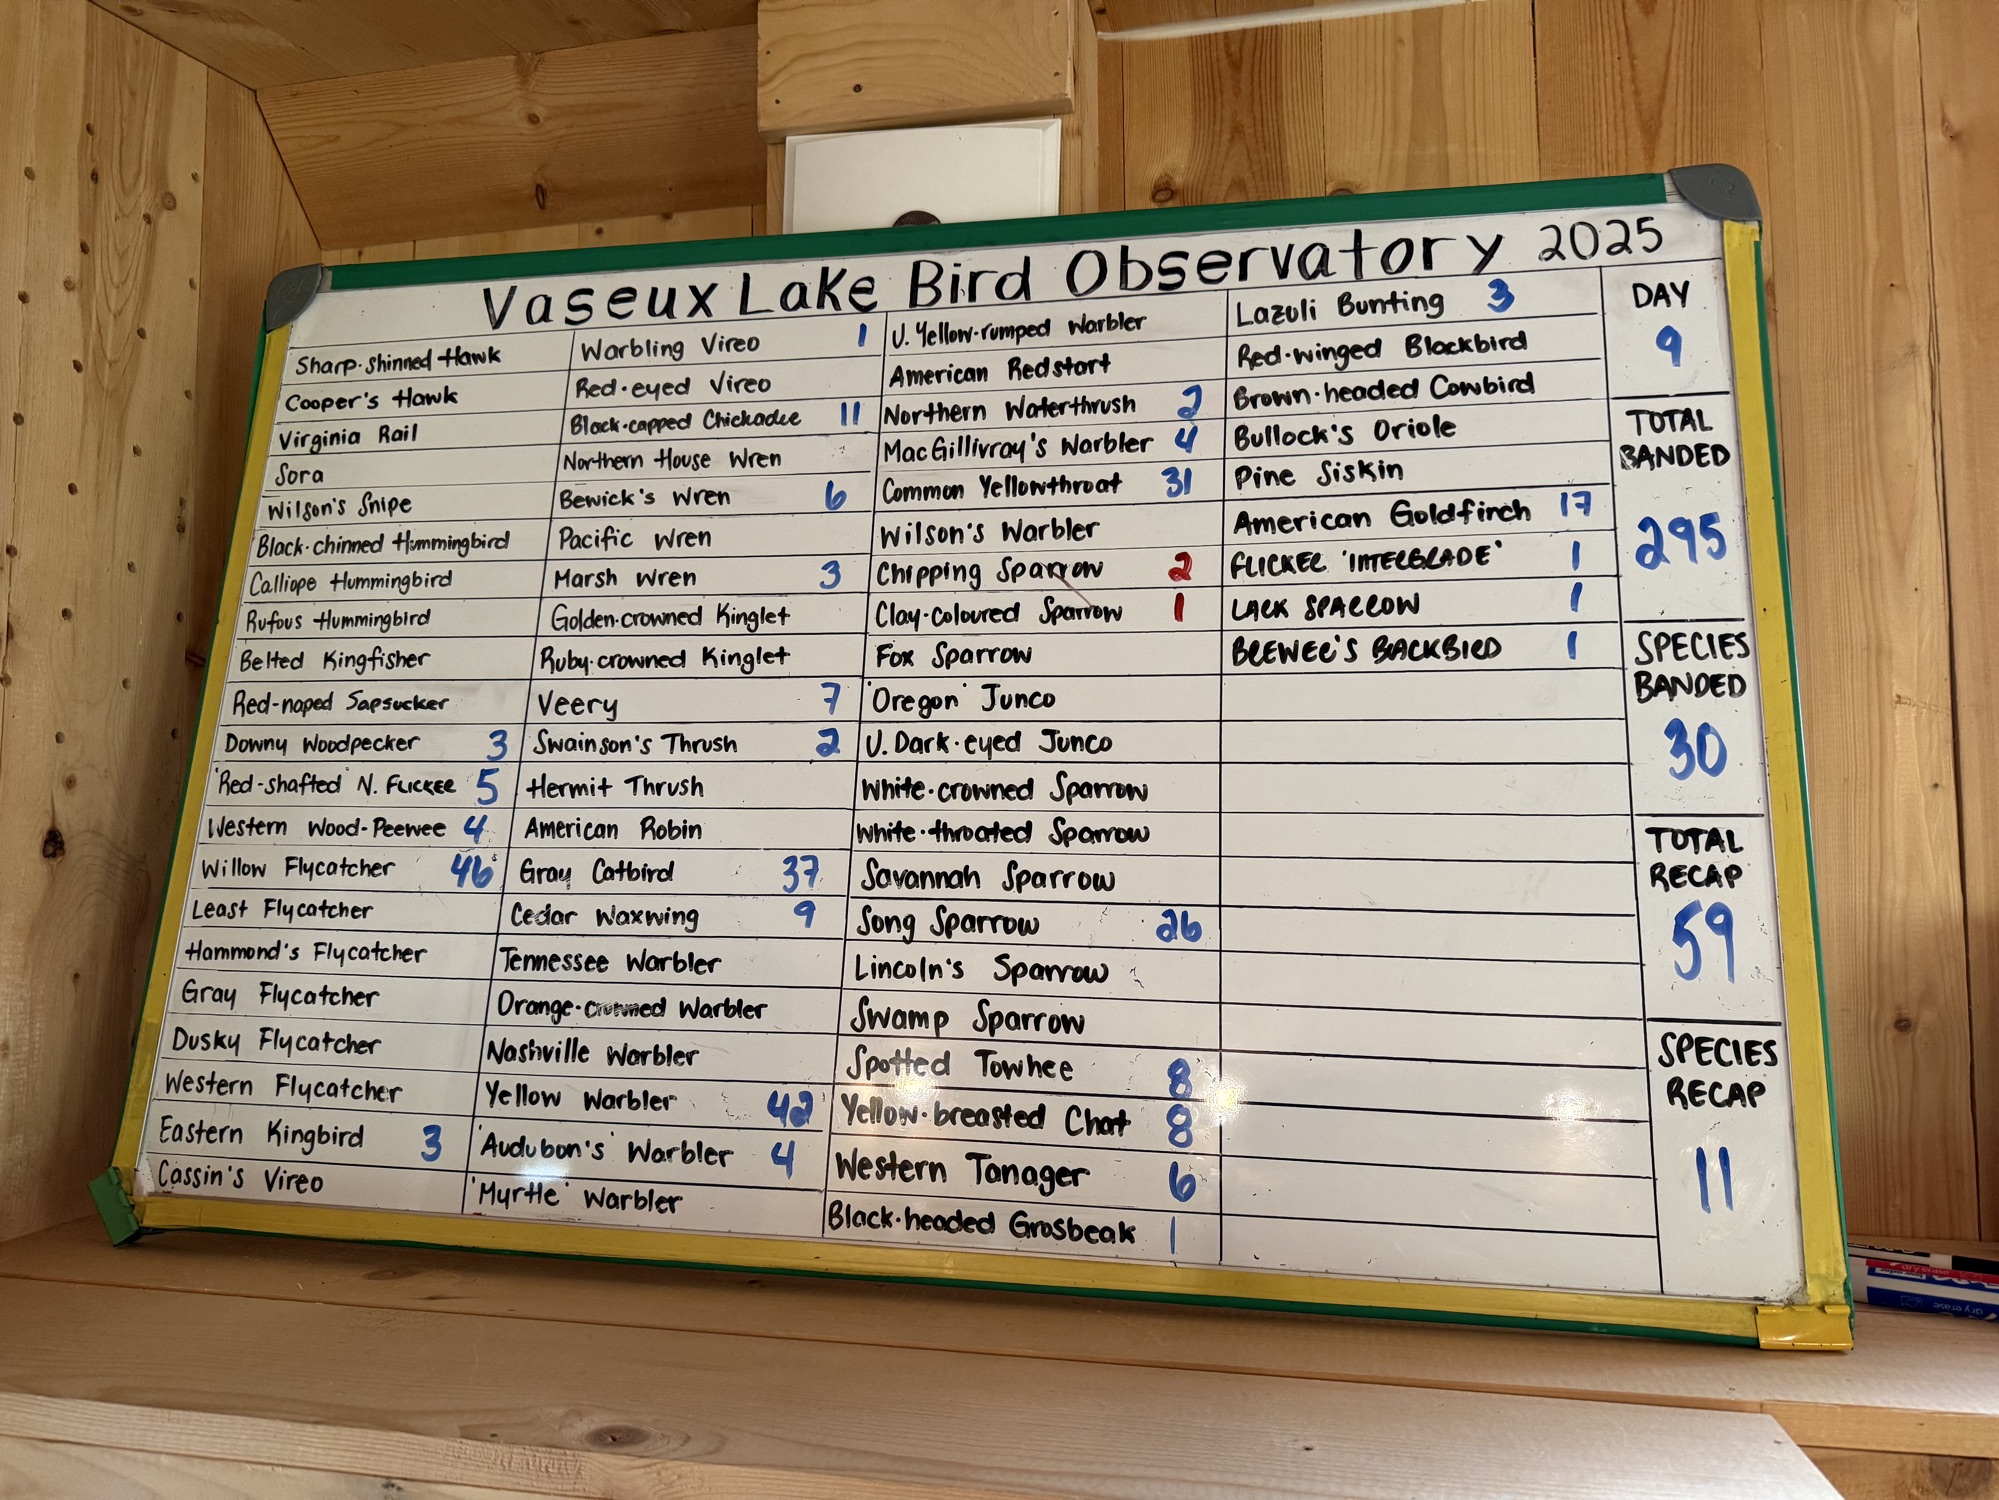 Vaseux Lake Bird Observatory 2025
Sharp-shinned Hawk
Cooper's Hawk
Virginia Rail
Sora
Wilson's Snipe
Black-chinned Hummingbird
Calliope Hummingbird
Rufous Hummingbird
Belted Kingfisher
Red-naped Sapsucker
Downy Woodpecker 3
'Red-shafted' N. FLICKER 5
Western Wood-Peewee 4
Willow Flycatcher 46
Least Flycatcher
Hammond's Flycatcher
Gray Flycatcher
Dusky Flycatcher
Western Flycatcher
Eastern Kingbird 3
Cassin's Vireo
Warbling Vireo 1
Red-eyed Vireo
Black-capped Chickadee 11
Northern House Wren
Bewick's Wren 6
Pacific Wren
Marsh Wren 3
Golden-crowned Kinglet
Ruby-crowned Kinglet
Veery 7
Swainson's Thrush 2
Hermit Thrush
American Robin
Gray Catbird 37
Cedar Waxwing 9
Tennessee Warbler
Orange-crowned Warbler
Nashville Warbler
Yellow Warbler 42
'Audubon's' Warbler 4
'Myrtle' Warbler
U. Yellow-rumped Warbler
American Redstart
Northern Waterthrush 2
MacGillivray's Warbler 4
Common Yellowthroat 31
Wilson's Warbler
Chipping Sparrow 2
Clay-coloured Sparrow 1
Fox Sparrow
'Oregon' Junco
U. Dark-eyed Junco
White-crowned Sparrow
White-throated Sparrow
Savannah Sparrow
Song Sparrow 26
Lincoln's Sparrow
Swamp Sparrow
Spotted Towhee 8
Yellow-breasted Chat 8
Western Tanager 6
Black-headed Grosbeak 1
Lazuli Bunting 3
Red-winged Blackbird
Brown-headed Cowbird
Bullock's Oriole
Pine Siskin
American Goldfinch 17
FLICKER 'INTERGRADE' 1
LARK SPARROW 1
BREWER'S BLACKBIRD 1
DAY
9
TOTAL
BANDED
295
SPECIES
BANDED
30
TOTAL
RECAP
59
SPECIES
RECAP
11
dry erase
dry erase